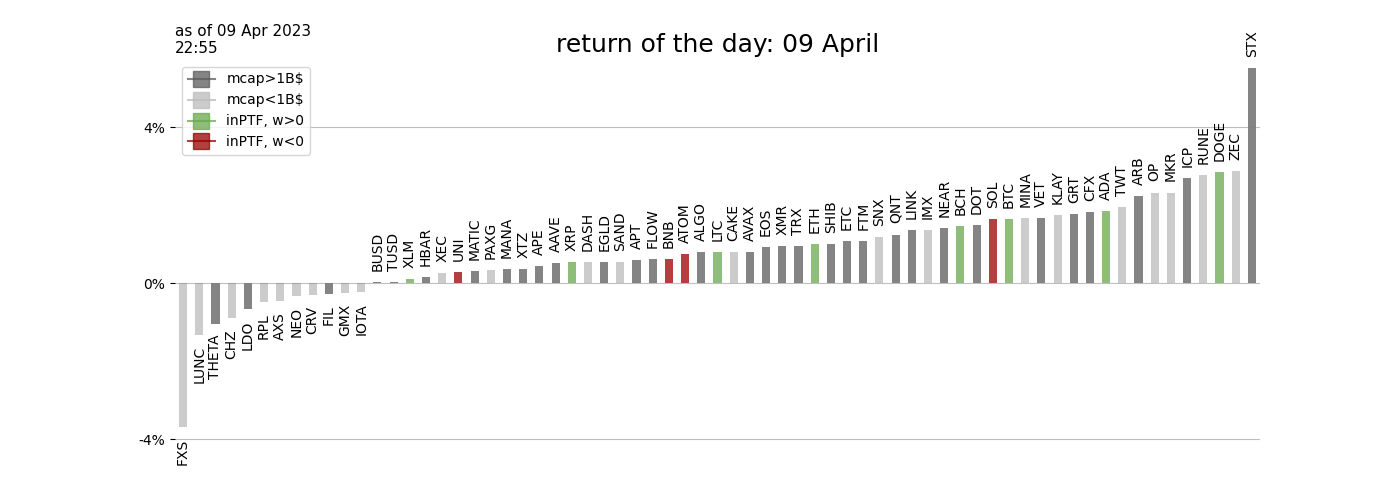 as of 09 Apr 2023
22:55
return of the day: 09 April
mcap>1B$
mcap<1B$
inPTF, w>0
inPTF, w<0
4%
0%
-4%
FXS
LUNC
THETA
CHZ
LDO
RPL
AXS
NEO
CRV
FIL
GMX
IOTA
BUSD
TUSD
XLM
HBAR
XEC
UNI
MATIC
PAXG
MANA
XTZ
APE
AAVE
XRP
DASH
EGLD
SAND
APT
FLOW
BNB
ATOM
ALGO
LTC
CAKE
AVAX
EOS
XMR
TRX
ETH
SHIB
ETC
FTM
SNX
QNT
LINK
IMX
NEAR
BCH
DOT
SOL
BTC
MINA
VET
KLAY
GRT
CFX
ADA
TWT
ARB
OP
MKR
ICP
RUNE
DOGE
ZEC
STX